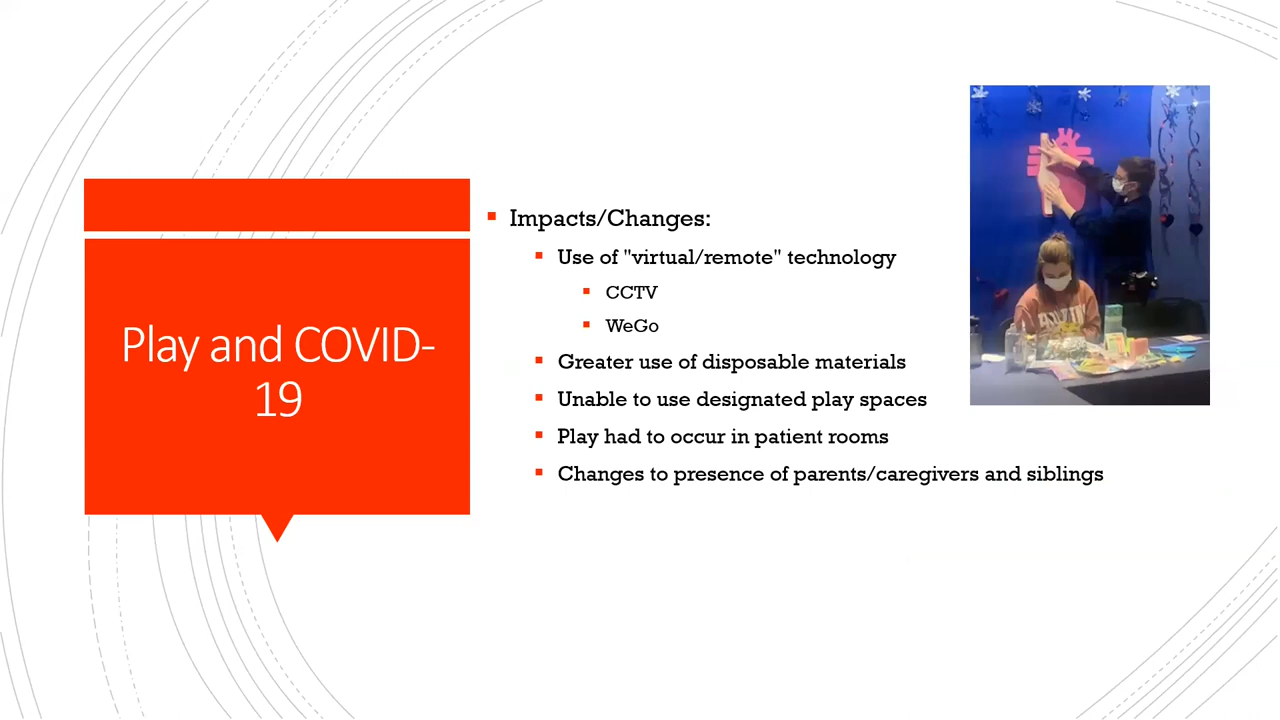 Play and COVID-
19
Impacts/Changes:
Use of "virtual/remote" technology
CCTV
WeGo
Greater use of disposable materials
Unable to use designated play spaces
Play had to occur in patient rooms
Changes to presence of parents/caregivers and siblings